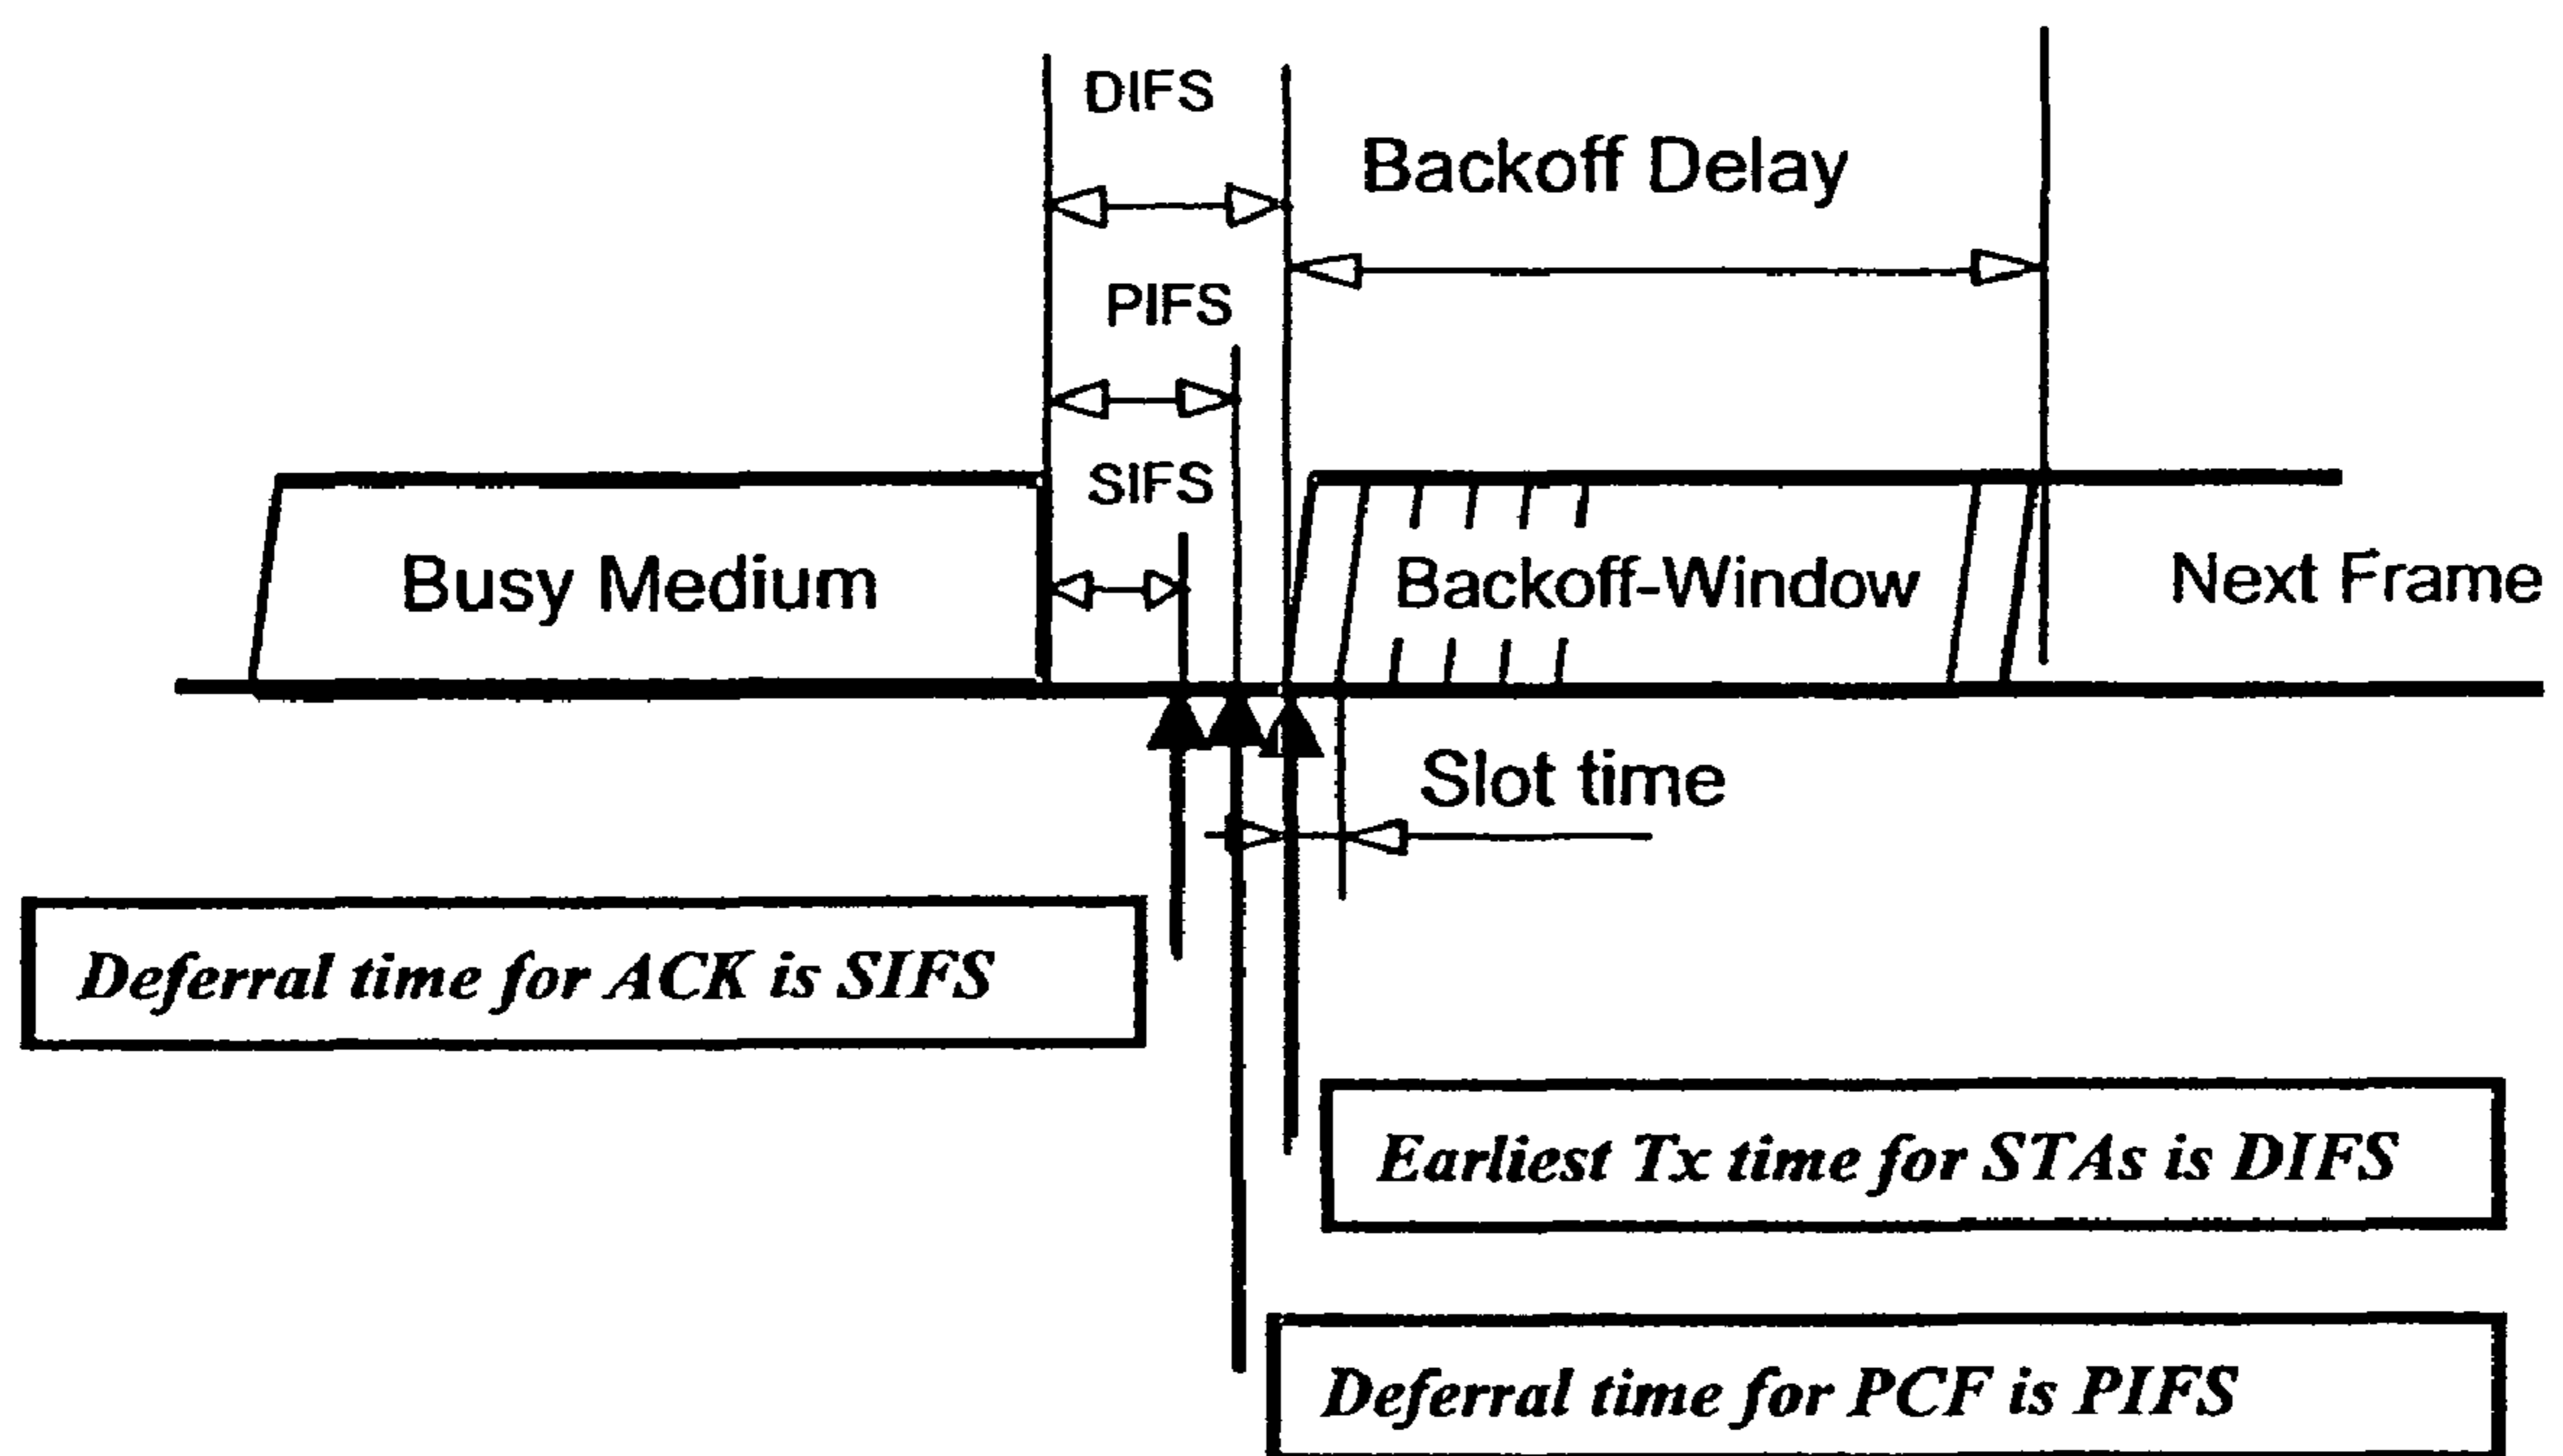 DIFS
Backoff Delay
PIFS
SIFS
Busy Medium
Backoff-Window
Next Frame
Slot time
Deferral time for ACK is SIFS
Earliest Tx time for STAs is DIFS
Deferral time for PCF is PIFS